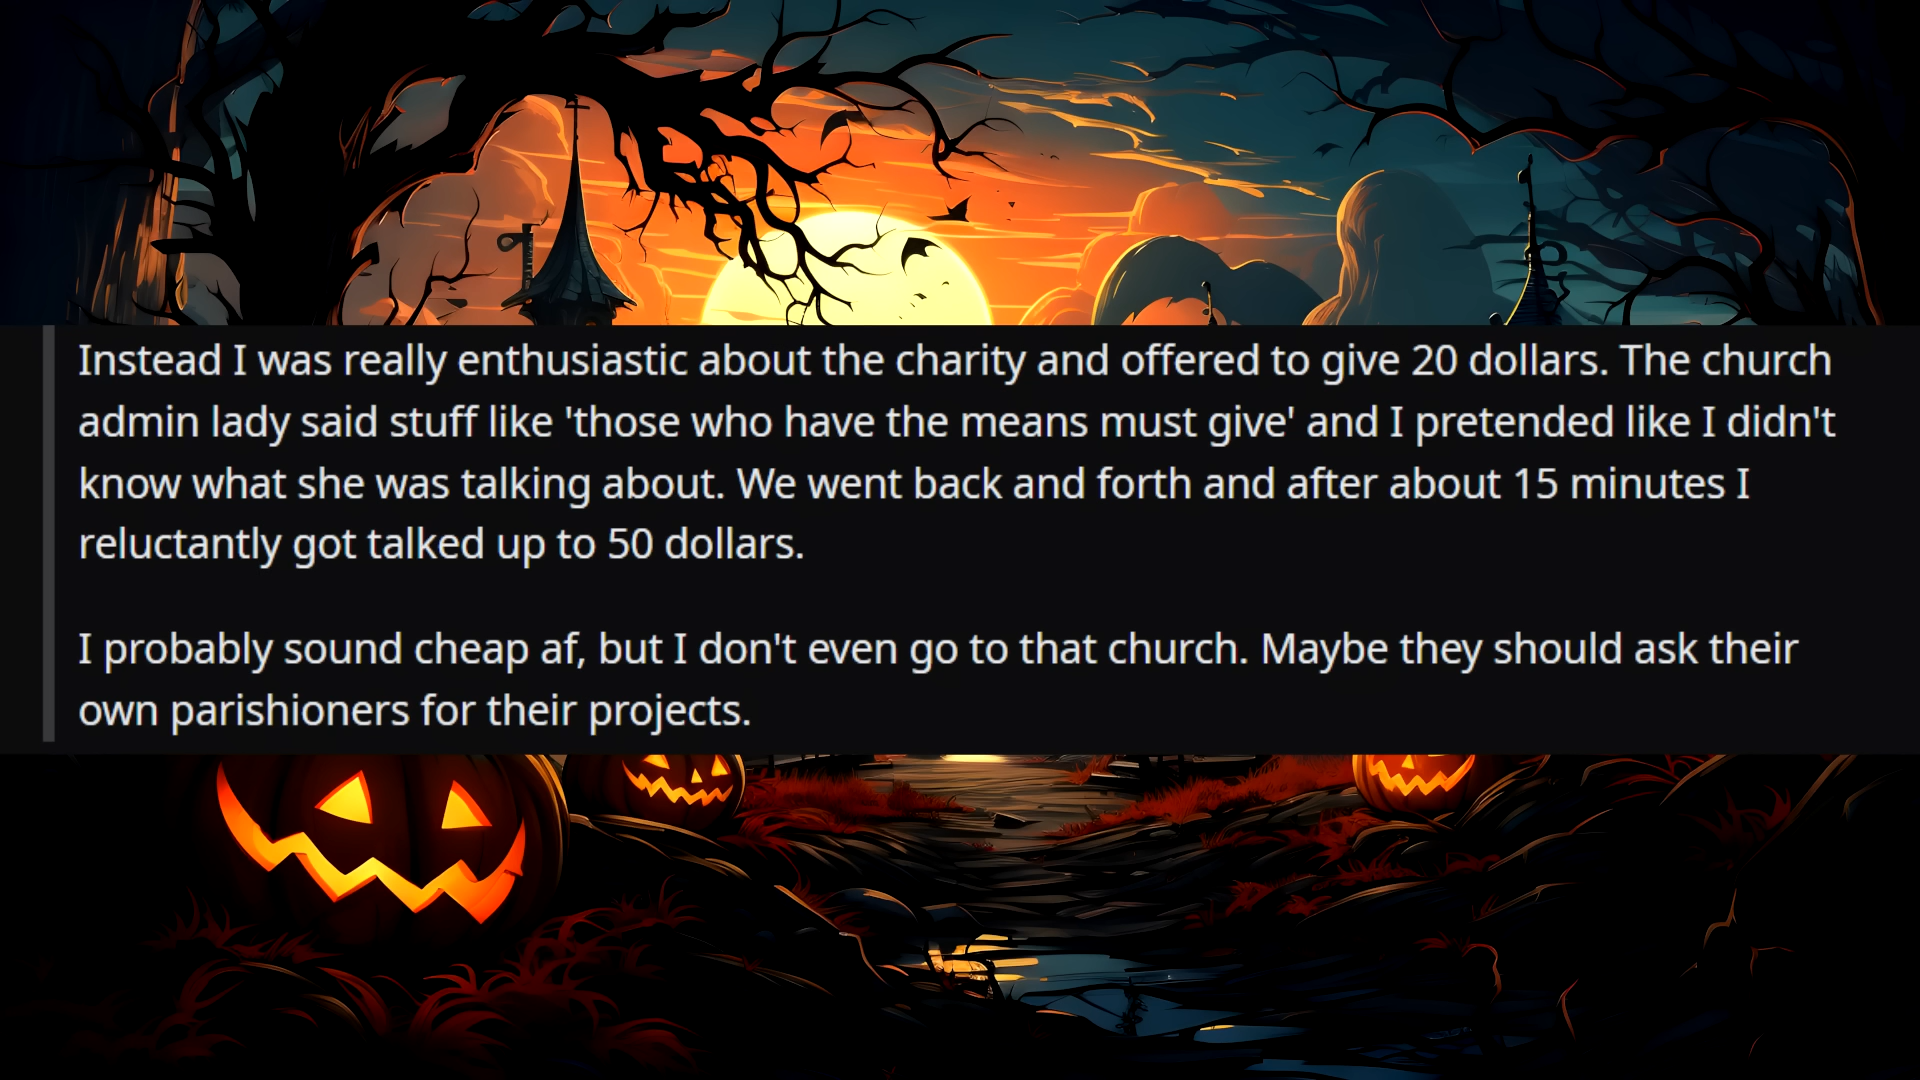 Instead I was really enthusiastic about the charity and offered to give 20 dollars. The church
admin lady said stuff like 'those who have the means must give' and I pretended like I didn't
know what she was talking about. We went back and forth and after about 15 minutes I
reluctantly got talked up to 50 dollars.
I probably sound cheap af, but I don't even go to that church. Maybe they should ask their
own parishioners for their projects.